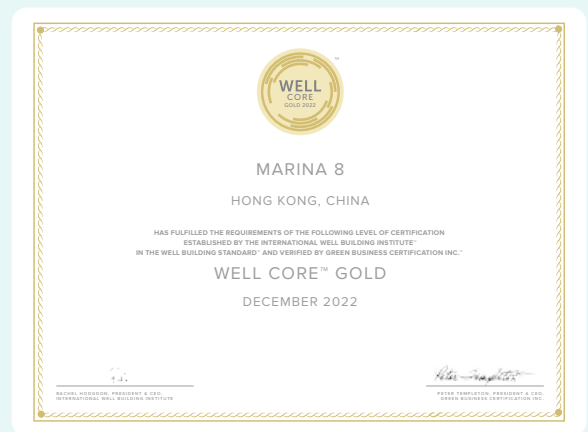 ™
WELL
CORE
GOLD 2022
MARINA 8
HONG KONG, CHINA
HAS FULFILLED THE REQUIREMENTS OF THE FOLLOWING LEVEL OF CERTIFICATION
ESTABLISHED BY THE INTERNATIONAL WELL BUILDING INSTITUTE™
IN THE WELL BUILDING STANDARD™ AND VERIFIED BY GREEN BUSINESS CERTIFICATION INC.™
WELL CORE™ GOLD
DECEMBER 2022
Peter Templeton
RACHEL HODGDON, PRESIDENT & CEO,
INTERNATIONAL WELL BUILDING INSTITUTE
PETER TEMPLETON, PRESIDENT & CEO,
GREEN BUSINESS CERTIFICATION INC.